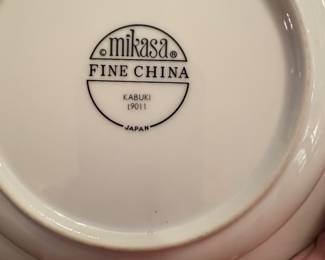 © mikasa ®
FINE CHINA
KABUKI
L9011
JAPAN